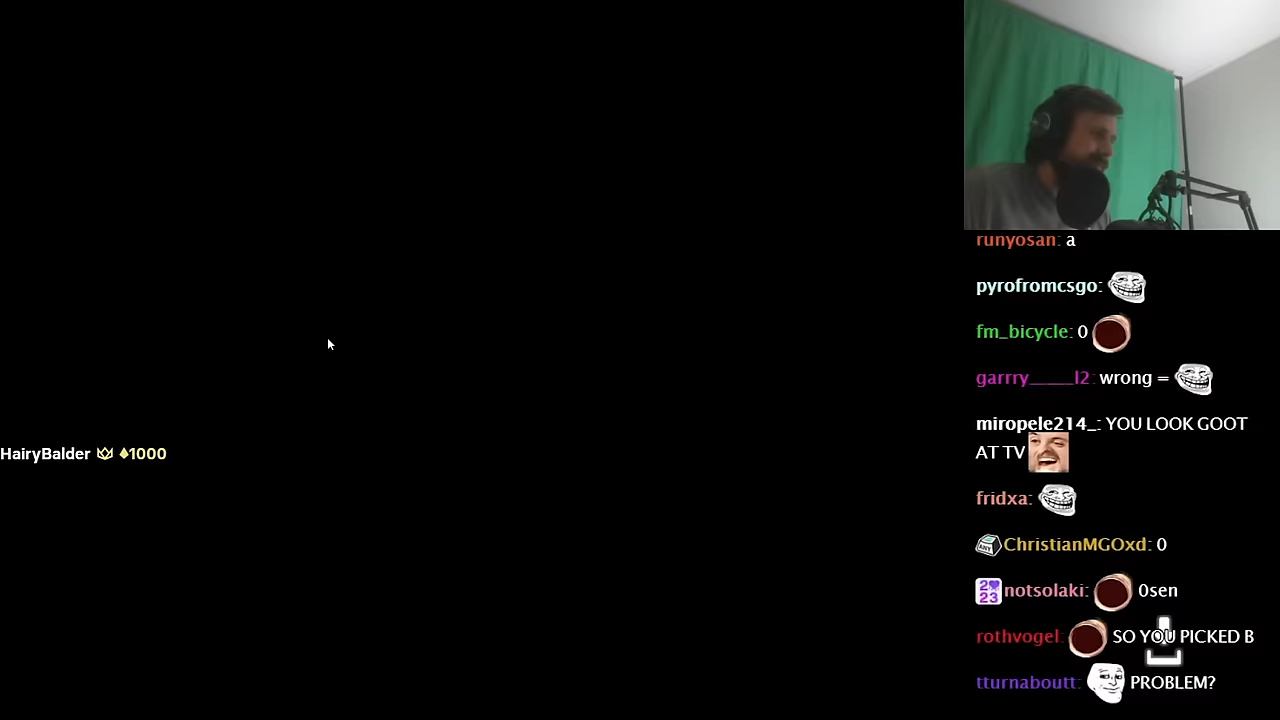 runyosan: a
pyrofromcsgo:
fm_bicycle: 0
garrry_____l2: wrong =
miropele214_: YOU LOOK GOOT
AT TV
HairyBalder 1000
fridxa:
ChristianMGOxd: 0
notsolaki: 0sen
rothvogel: SO YOU PICKED B
tturnaboutt: PROBLEM?